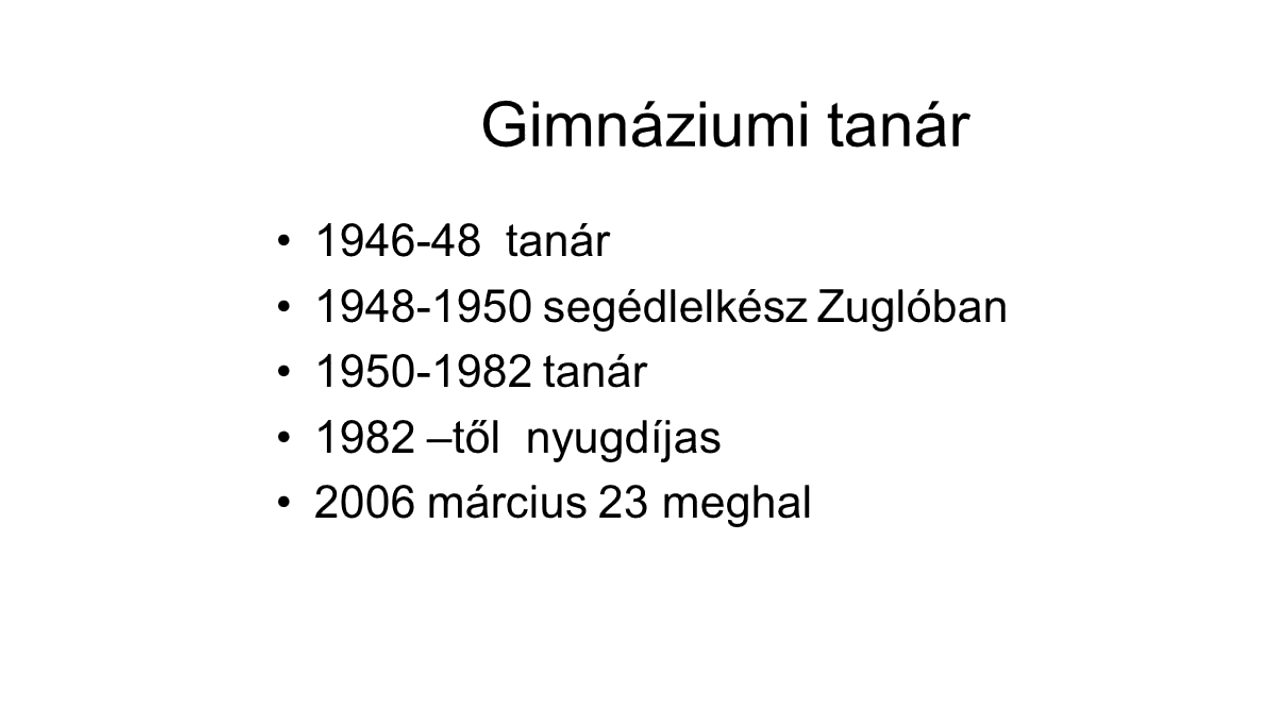 Gimnáziumi tanár
• 1946-48  tanár
• 1948-1950 segédlelkész Zuglóban
• 1950-1982 tanár
• 1982 –től  nyugdíjas
• 2006 március 23 meghal